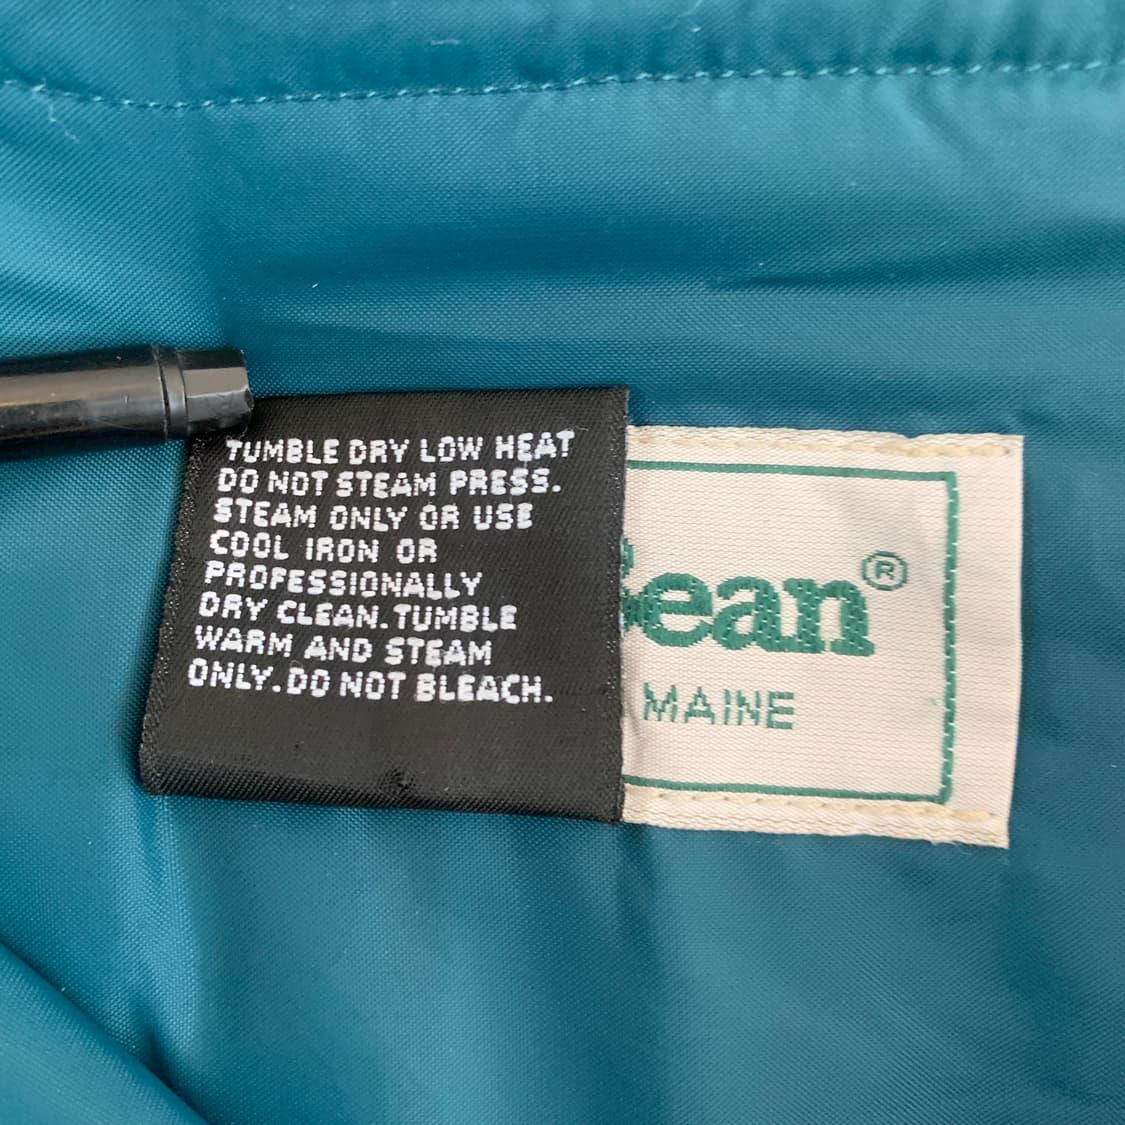 TUMBLE DRY LOW HEAT
DO NOT STEAM PRESS.
STEAM ONLY OR USE
COOL IRON OR
PROFESSIONALLY
DRY CLEAN. TUMBLE
WARM AND STEAM
ONLY. DO NOT BLEACH.
Bean®
MAINE